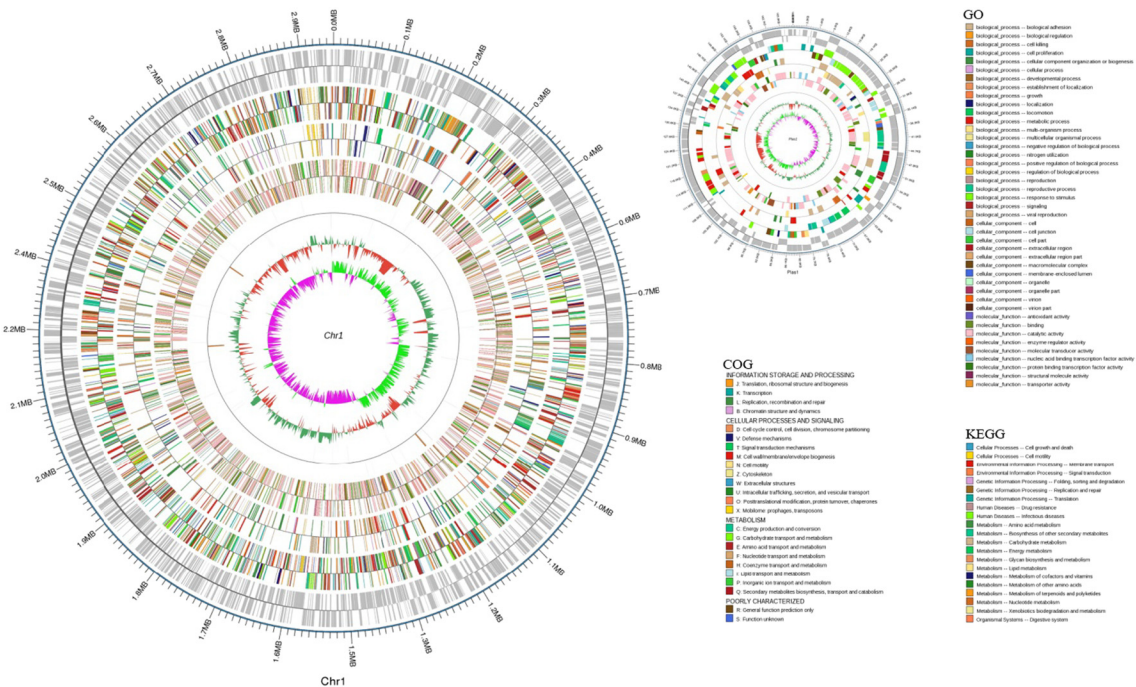 0.0MB
0.1MB
0.2MB
0.3MB
0.4MB
0.6MB
0.7MB
0.8MB
0.9MB
1.0MB
1.1MB
1.2MB
1.3MB
1.5MB
1.6MB
1.7MB
1.8MB
1.9MB
2.0MB
2.1MB
2.2MB
2.4MB
2.5MB
2.6MB
2.7MB
2.8MB
2.9MB
Chr1
Chr1
Plas1
Plas1
GO
biological_process -- biological adhesion
biological_process -- biological regulation
biological_process -- cell killing
biological_process -- cell proliferation
biological_process -- cellular component organization or biogenesis
biological_process -- cellular process
biological_process -- developmental process
biological_process -- establishment of localization
biological_process -- growth
biological_process -- localization
biological_process -- locomotion
biological_process -- metabolic process
biological_process -- multi-organism process
biological_process -- multicellular organismal process
biological_process -- negative regulation of biological process
biological_process -- nitrogen utilization
biological_process -- positive regulation of biological process
biological_process -- regulation of biological process
biological_process -- reproduction
biological_process -- reproductive process
biological_process -- response to stimulus
biological_process -- signaling
biological_process -- viral reproduction
cellular_component -- cell
cellular_component -- cell junction
cellular_component -- cell part
cellular_component -- extracellular region
cellular_component -- extracellular region part
cellular_component -- macromolecular complex
cellular_component -- membrane enclosed lumen
cellular_component -- organelle
cellular_component -- organelle part
cellular_component -- virion
cellular_component -- virion part
molecular_function -- antioxidant activity
molecular_function -- binding
molecular_function -- catalytic activity
molecular_function -- enzyme regulator activity
molecular_function -- molecular transducer activity
molecular_function -- nucleic acid binding transcription factor activity
molecular_function -- protein binding transcription factor activity
molecular_function -- structural molecule activity
molecular_function -- transporter activity
COG
INFORMATION STORAGE AND PROCESSING
J: Translation, ribosomal structure and biogenesis
K: Transcription
L: Replication, recombination and repair
B: Chromatin structure and dynamics
CELLULAR PROCESSES AND SIGNALING
D: Cell cycle control, cell division, chromosome partitioning
V: Defense mechanisms
T: Signal transduction mechanisms
M: Cell wall/membrane/envelope biogenesis
N: Cell motility
Z: Cytoskeleton
W: Extracellular structures
U: Intracellular trafficking, secretion, and vesicular transport
O: Posttranslational modification, protein turnover, chaperones
X: Mobilome: prophages, transposons
METABOLISM
C: Energy production and conversion
G: Carbohydrate transport and metabolism
E: Amino acid transport and metabolism
F: Nucleotide transport and metabolism
H: Coenzyme transport and metabolism
I: Lipid transport and metabolism
P: Inorganic ion transport and metabolism
Q: Secondary metabolites biosynthesis, transport and catabolism
POORLY CHARACTERIZED
R: General function prediction only
S: Function unknown
KEGG
Cellular Processes -- Cell growth and death
Cellular Processes -- Cell motility
Environmental Information Processing -- Membrane transport
Environmental Information Processing -- Signal transduction
Genetic Information Processing -- Folding, sorting and degradation
Genetic Information Processing -- Replication and repair
Genetic Information Processing -- Translation
Human Diseases -- Drug resistance
Human Diseases -- Infectious diseases
Metabolism -- Amino acid metabolism
Metabolism -- Biosynthesis of other secondary metabolites
Metabolism -- Carbohydrate metabolism
Metabolism -- Energy metabolism
Metabolism -- Glycan biosynthesis and metabolism
Metabolism -- Lipid metabolism
Metabolism -- Metabolism of cofactors and vitamins
Metabolism -- Metabolism of other amino acids
Metabolism -- Metabolism of terpenoids and polyketides
Metabolism -- Nucleotide metabolism
Metabolism -- Xenobiotics biodegradation and metabolism
Organismal Systems -- Digestive system